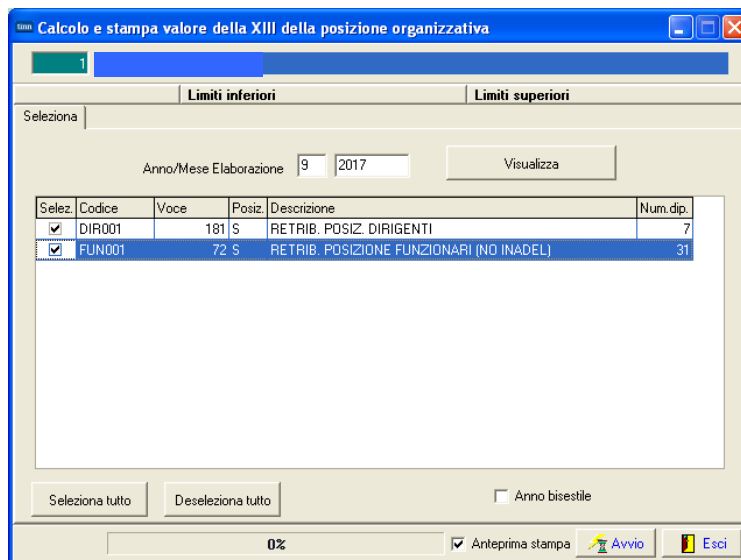 tinn Calcolo e stampa valore della XIII della posizione organizzativa
1
Limiti inferiori Limiti superiori
Seleziona
Anno/Mese Elaborazione 9 2017 Visualizza
Selez. Codice Voce Posiz. Descrizione Num.dip.
DIR001 181 S RETRIB. POSIZ. DIRIGENTI 7
FUN001 72 S RETRIB. POSIZIONE FUNZIONARI (NO INADEL) 31
Seleziona tutto Deseleziona tutto Anno bisestile
0% Anteprima stampa Avvio Esci